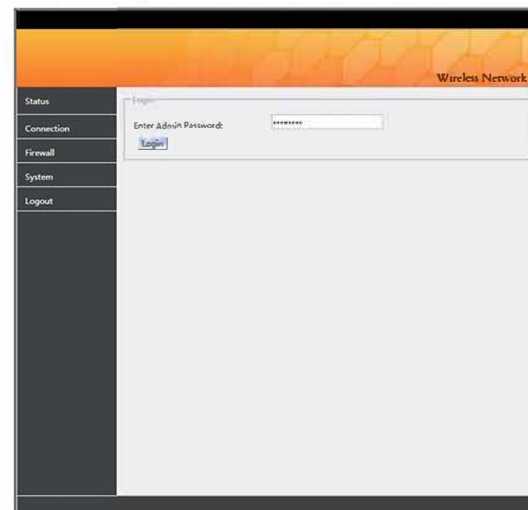 Wireless Network
Status
Connection
Firewall
System
Logout
Login
Enter Admin Password: *********
Login